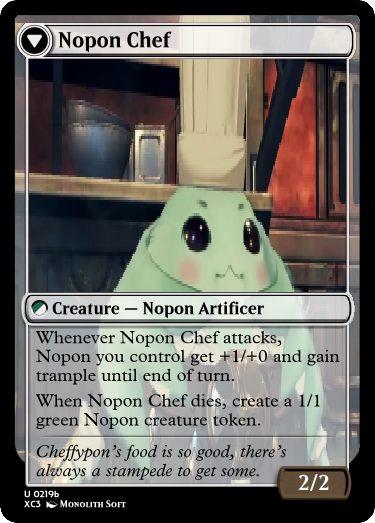 Nopon Chef
Creature — Nopon Artificer
Whenever Nopon Chef attacks,
Nopon you control get +1/+0 and gain
trample until end of turn.
When Nopon Chef dies, create a 1/1
green Nopon creature token.
Cheffypon's food is so good, there's
always a stampede to get some.
2/2
U 0219b
XC3 Monolith Soft